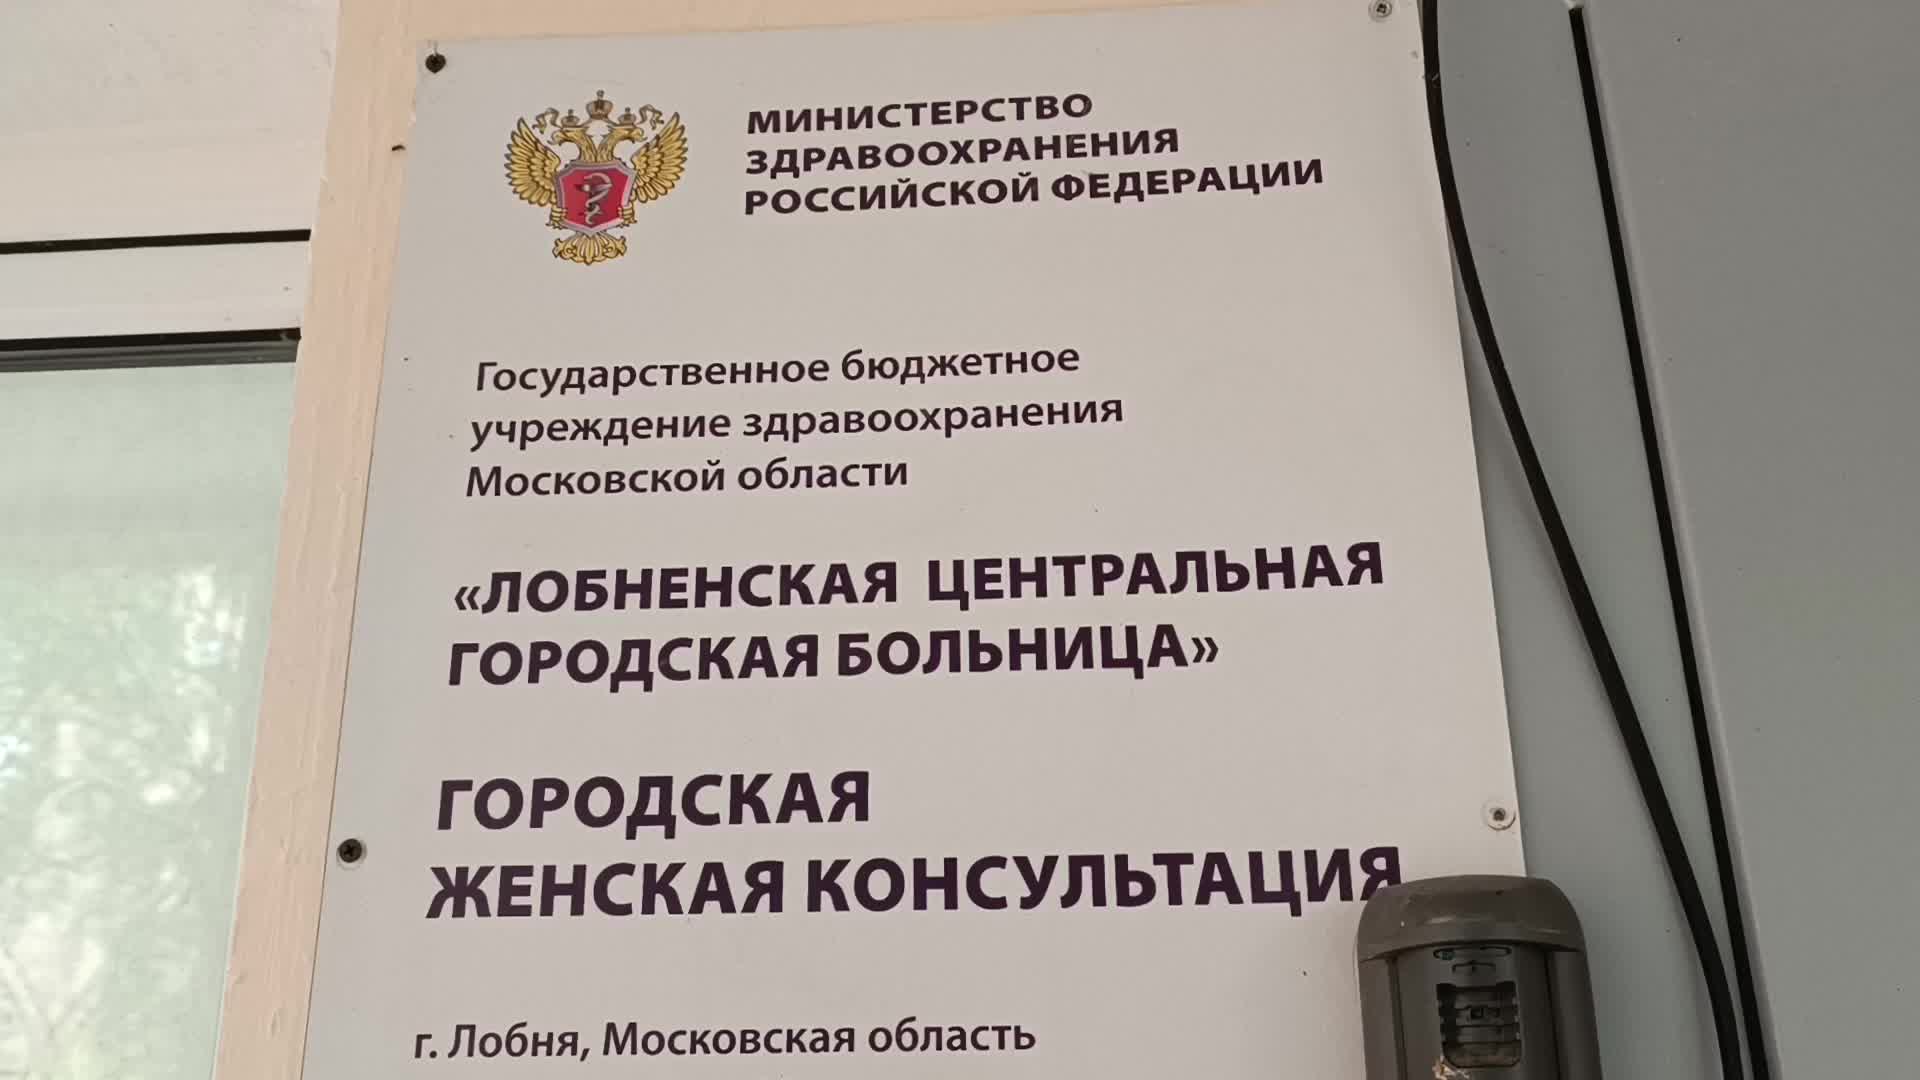 МИНИСТЕРСТВО
ЗДРАВООХРАНЕНИЯ
РОССИЙСКОЙ ФЕДЕРАЦИИ
Государственное бюджетное
учреждение здравоохранения
Московской области
«ЛОБНЕНСКАЯ ЦЕНТРАЛЬНАЯ
ГОРОДСКАЯ БОЛЬНИЦА»
ГОРОДСКАЯ
ЖЕНСКАЯ КОНСУЛЬТАЦИЯ
г. Лобня, Московская область